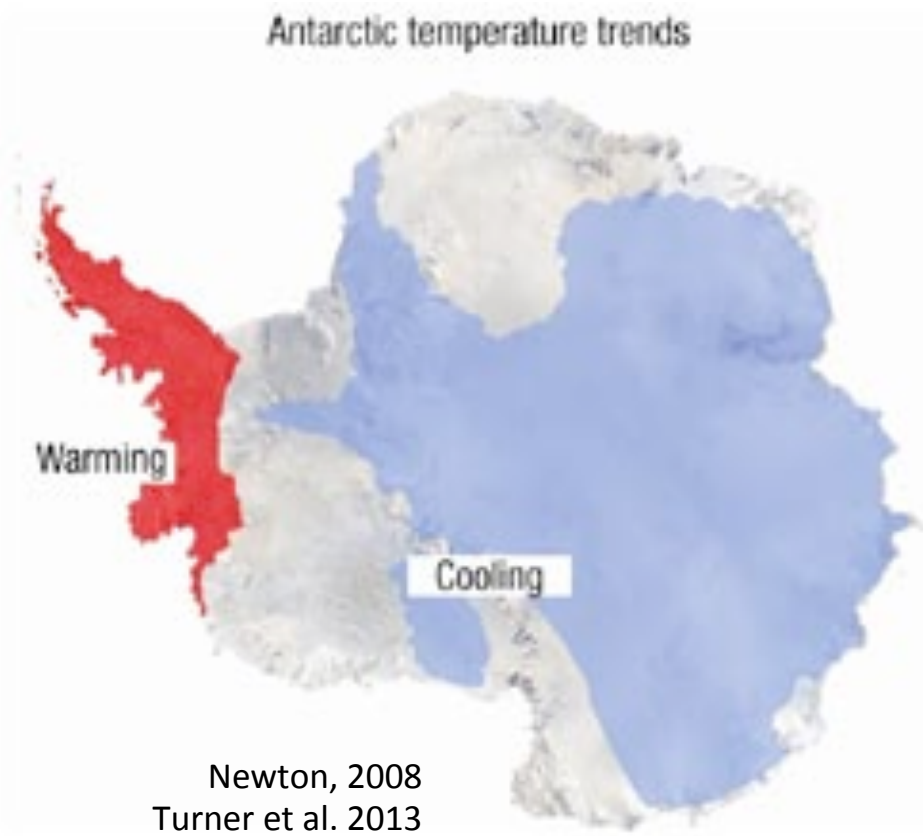 Antarctic temperature trends
Warming
Cooling
Newton, 2008
Turner et al. 2013